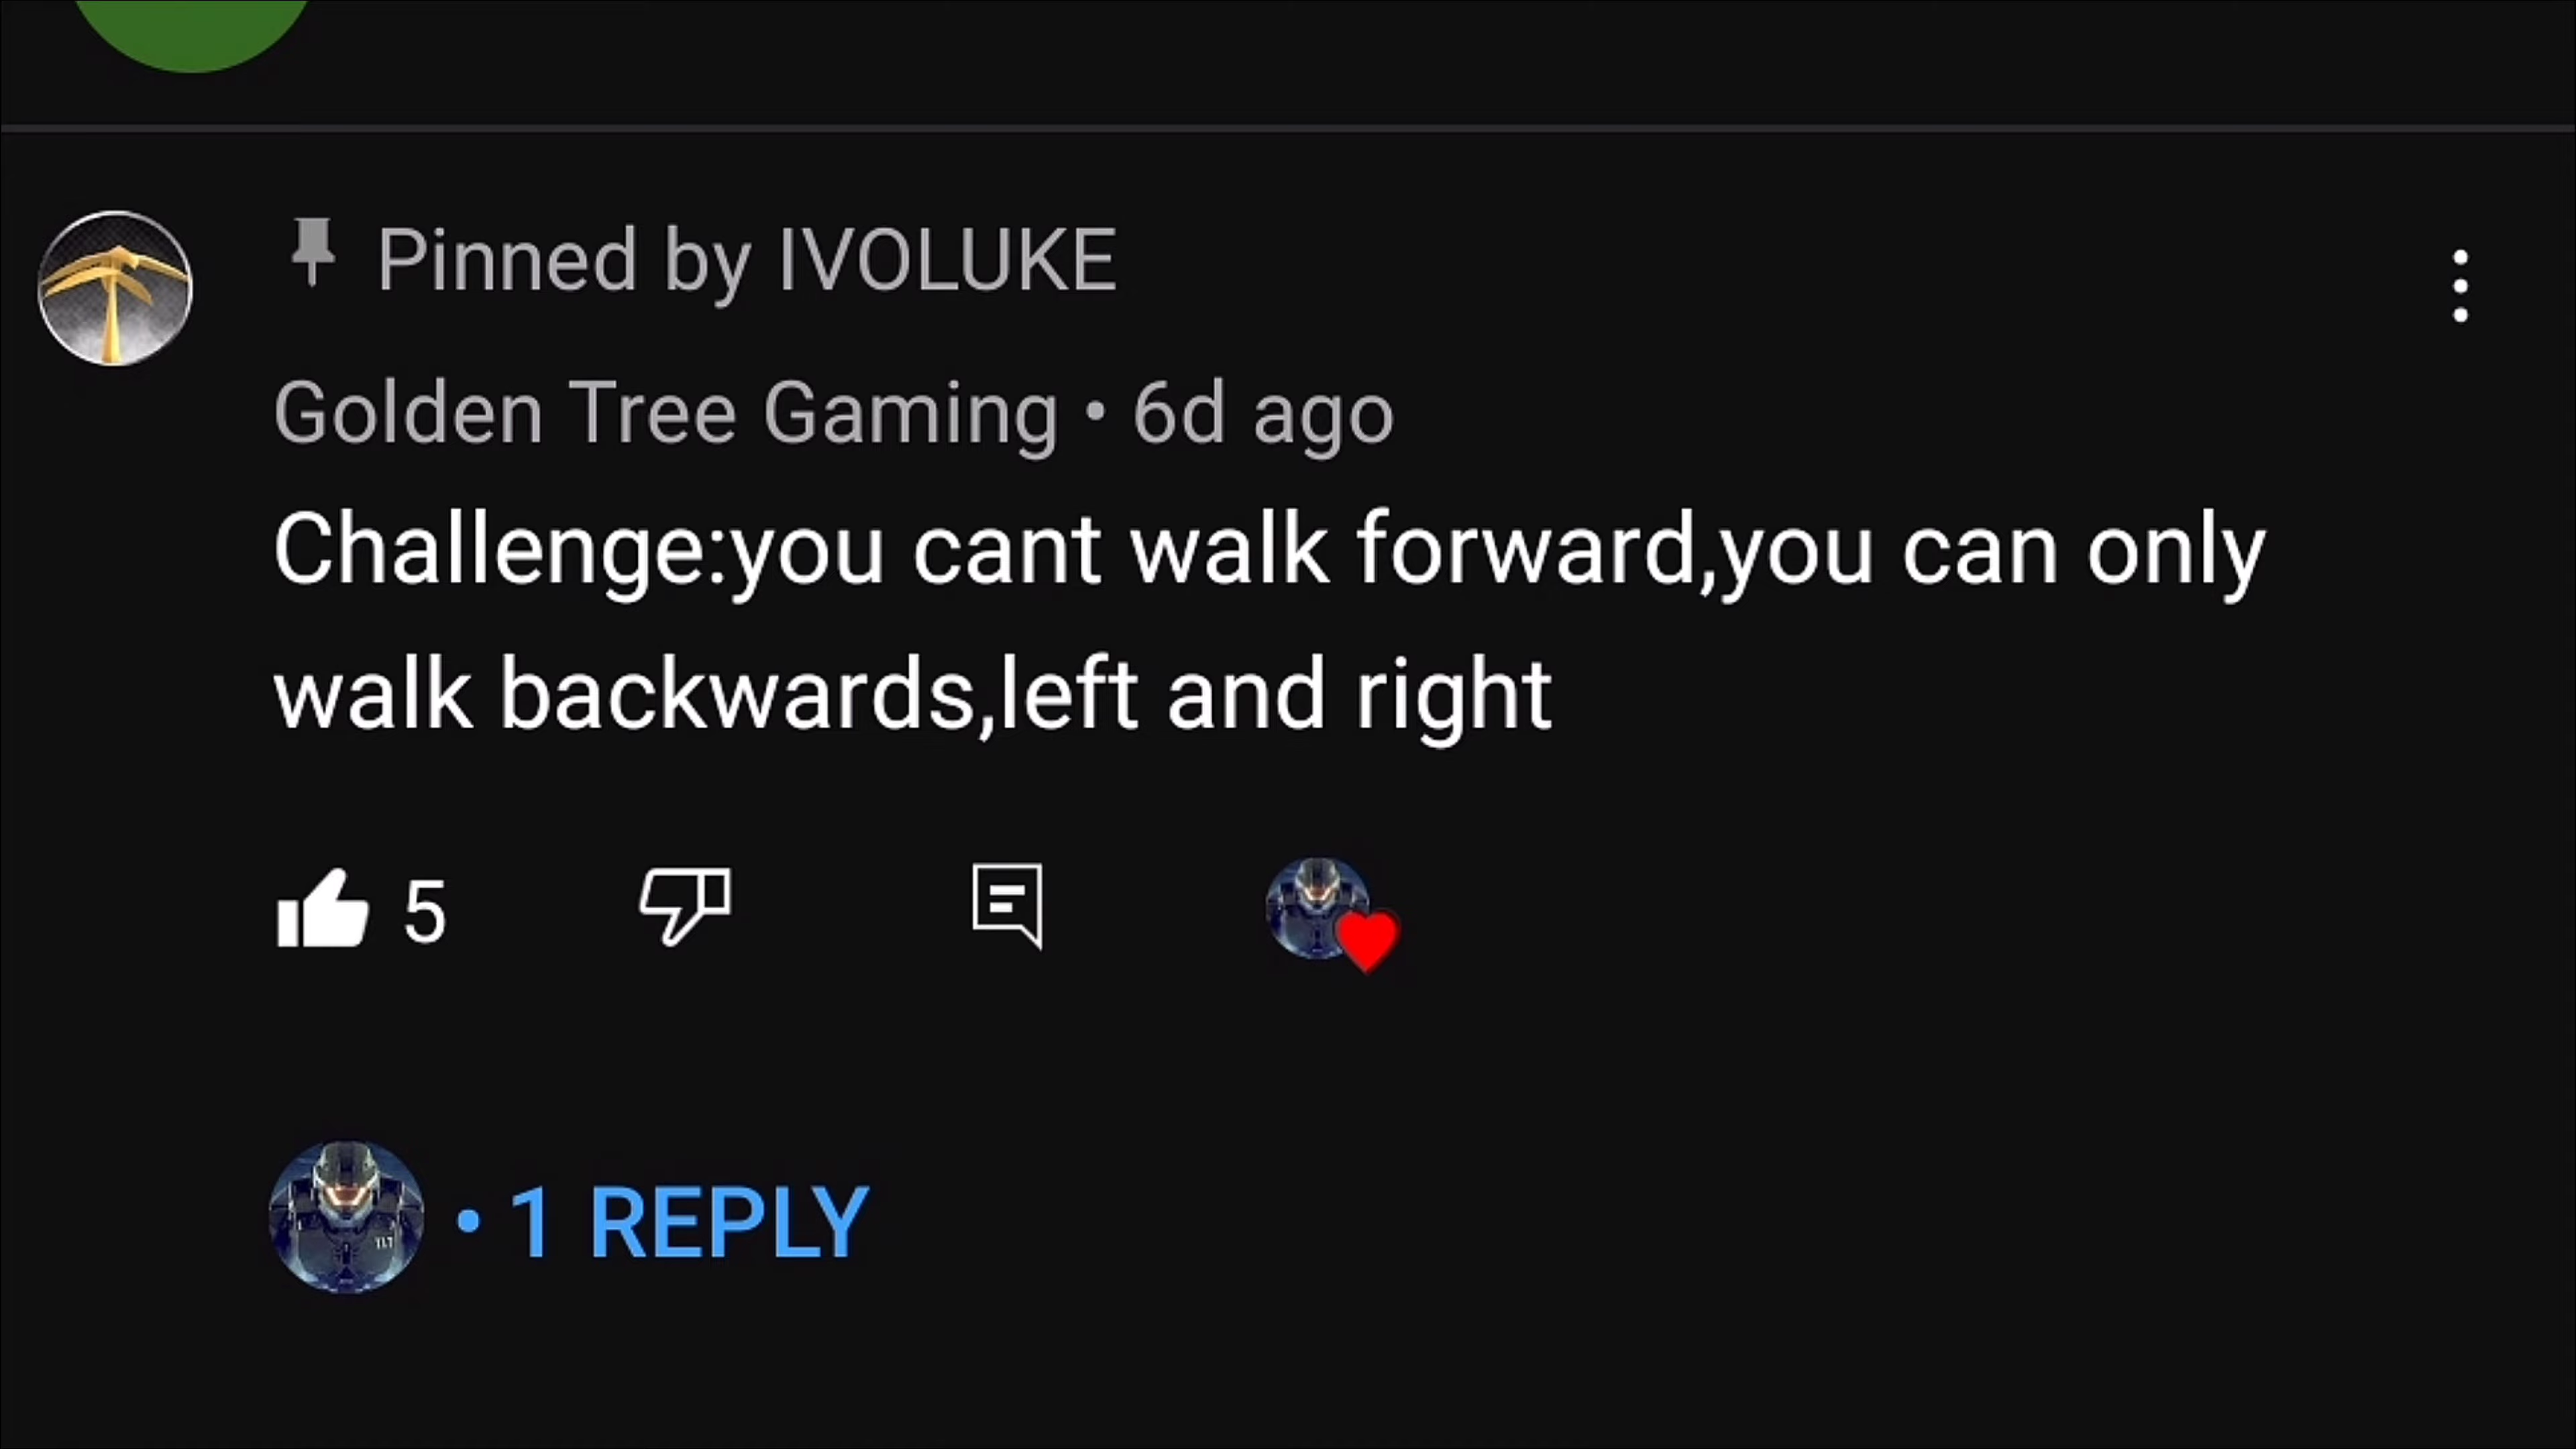 Pinned by IVOLUKE
Golden Tree Gaming • 6d ago
Challenge:you cant walk forward,you can only
walk backwards,left and right
5
• 1 REPLY